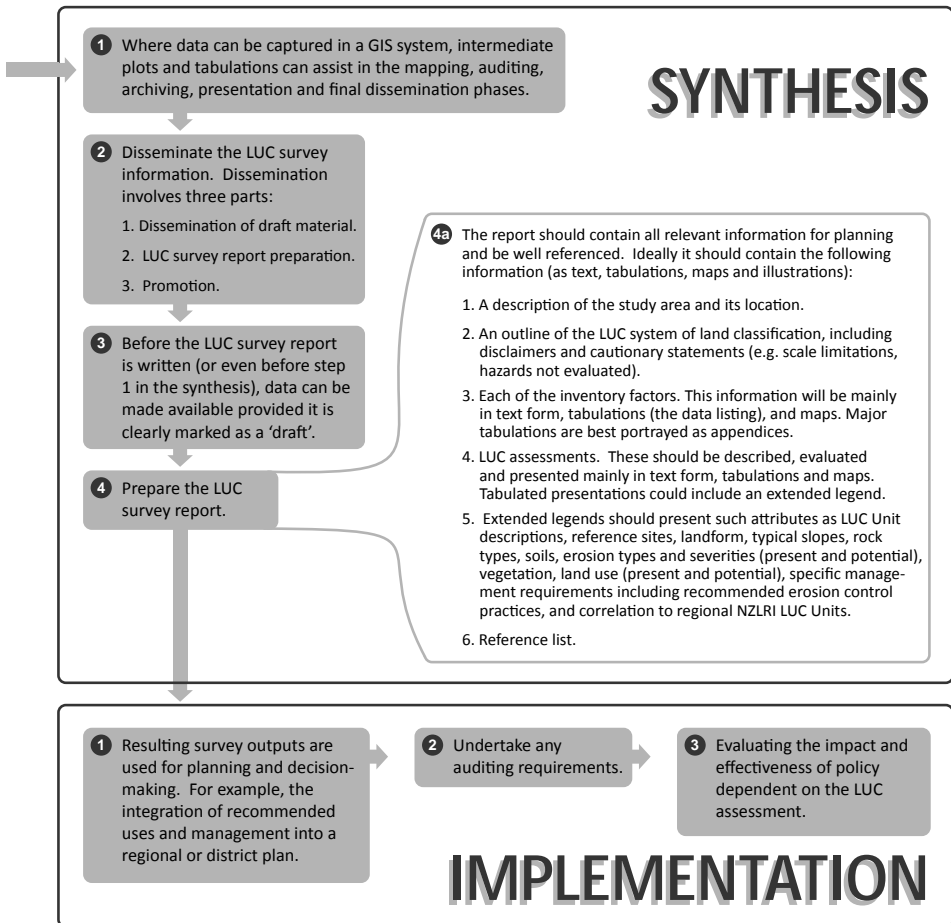 SYNTHESIS
1 Where data can be captured in a GIS system, intermediate
plots and tabulations can assist in the mapping, auditing,
archiving, presentation and final dissemination phases.
2 Disseminate the LUC survey
information. Dissemination
involves three parts:
1. Dissemination of draft material.
2. LUC survey report preparation.
3. Promotion.
3 Before the LUC survey report
is written (or even before step
1 in the synthesis), data can be
made available provided it is
clearly marked as a ‘draft’.
4 Prepare the LUC
survey report.
4a The report should contain all relevant information for planning
and be well referenced. Ideally it should contain the following
information (as text, tabulations, maps and illustrations):
1. A description of the study area and its location.
2. An outline of the LUC system of land classification, including
disclaimers and cautionary statements (e.g. scale limitations,
hazards not evaluated).
3. Each of the inventory factors. This information will be mainly
in text form, tabulations (the data listing), and maps. Major
tabulations are best portrayed as appendices.
4. LUC assessments. These should be described, evaluated
and presented mainly in text form, tabulations and maps.
Tabulated presentations could include an extended legend.
5. Extended legends should present such attributes as LUC Unit
descriptions, reference sites, landform, typical slopes, rock
types, soils, erosion types and severities (present and potential),
vegetation, land use (present and potential), specific manage-
ment requirements including recommended erosion control
practices, and correlation to regional NZLRI LUC Units.
6. Reference list.
1 Resulting survey outputs are
used for planning and decision-
making. For example, the
integration of recommended
uses and management into a
regional or district plan.
2 Undertake any
auditing requirements.
3 Evaluating the impact and
effectiveness of policy
dependent on the LUC
assessment.
IMPLEMENTATION